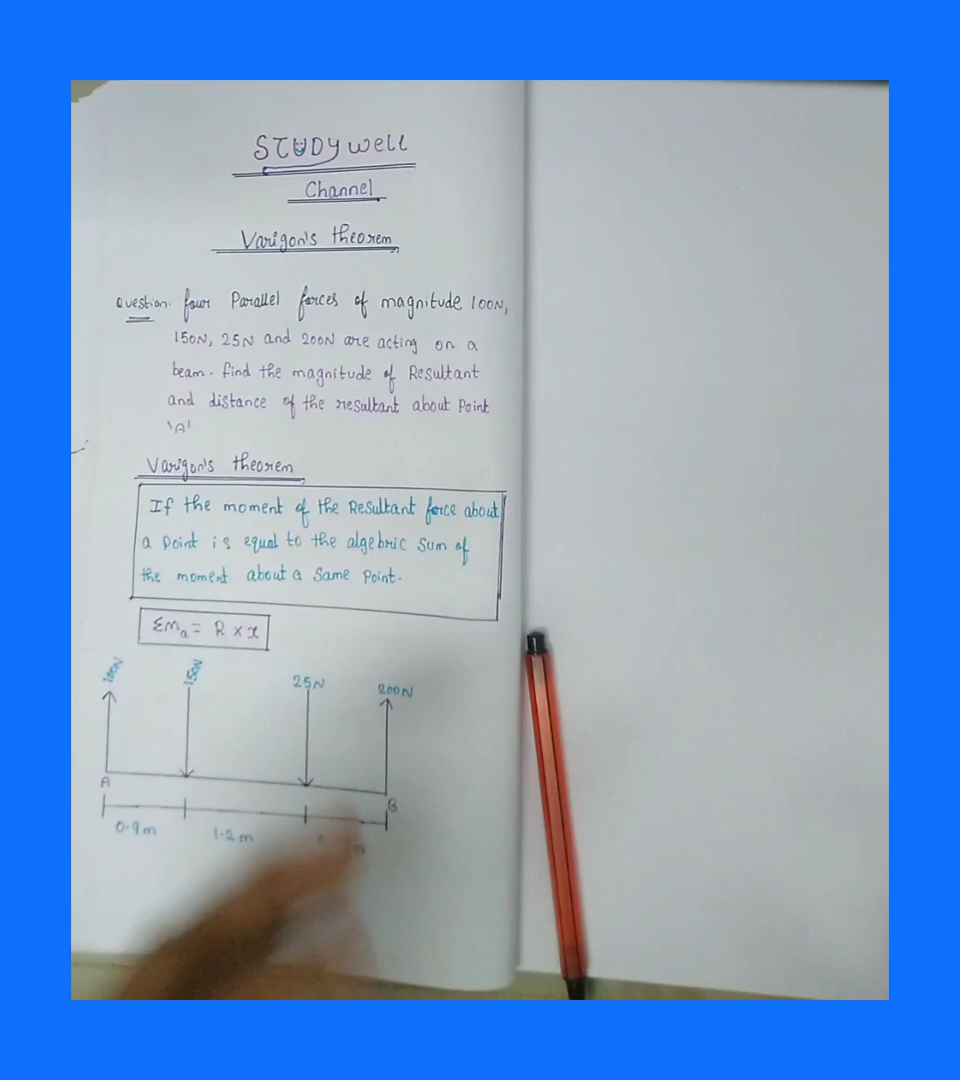 STUDY well
Channel
Varigon's theorem
Question. four Parallel forces of magnitude 100N,
150N, 25N and 200N are acting on a
beam. find the magnitude of Resultant
and distance of the resultant about Point
'A'
Varigon's theorem
If the moment of the Resultant force about
a point is equal to the algebric sum of
the moment about a Same Point.
ΣMa = R × x
100N 150N 25N 200N
A B
0.9m 1.2m